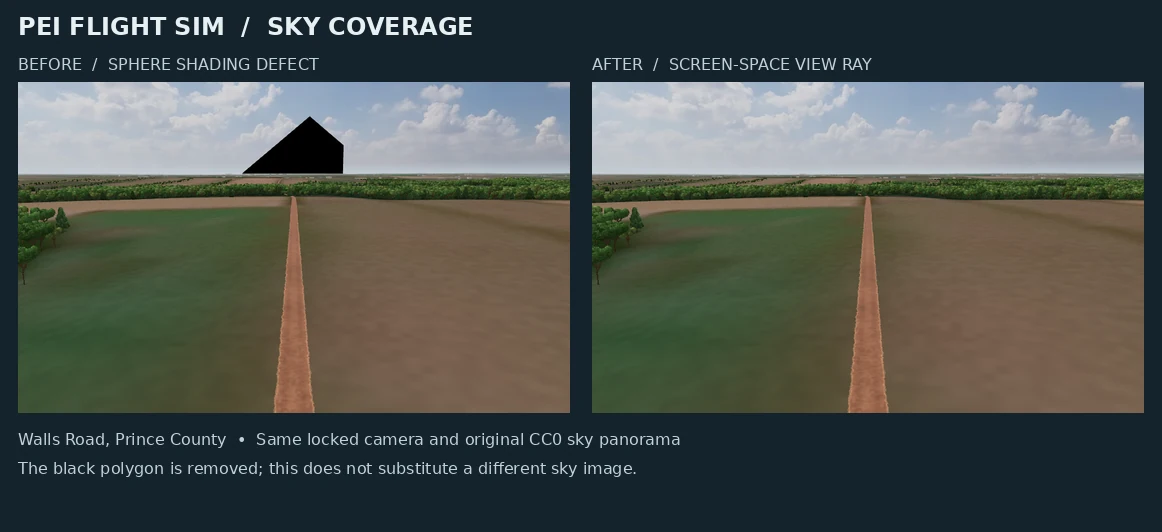 PEI FLIGHT SIM / SKY COVERAGE
BEFORE / SPHERE SHADING DEFECT
AFTER / SCREEN-SPACE VIEW RAY
Walls Road, Prince County • Same locked camera and original CC0 sky panorama
The black polygon is removed; this does not substitute a different sky image.